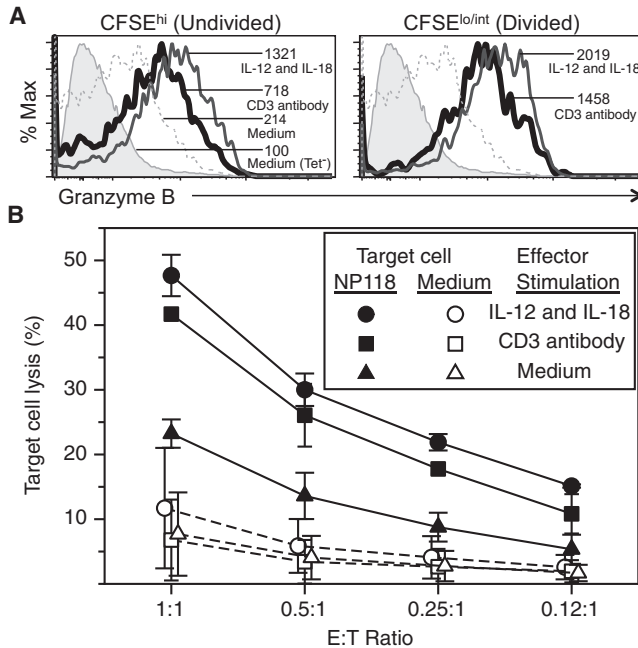 A
CFSEhi (Undivided)
CFSElo/int (Divided)
% Max
1321
IL-12 and IL-18
718
CD3 antibody
214
Medium
100
Medium (Tet-)
2019
IL-12 and IL-18
1458
CD3 antibody
Granzyme B
B
Target cell lysis (%)
50
40
30
20
10
Target cell
Effector
NP118
Medium
Stimulation
IL-12 and IL-18
CD3 antibody
Medium
1:1
0.5:1
0.25:1
0.12:1
E:T Ratio